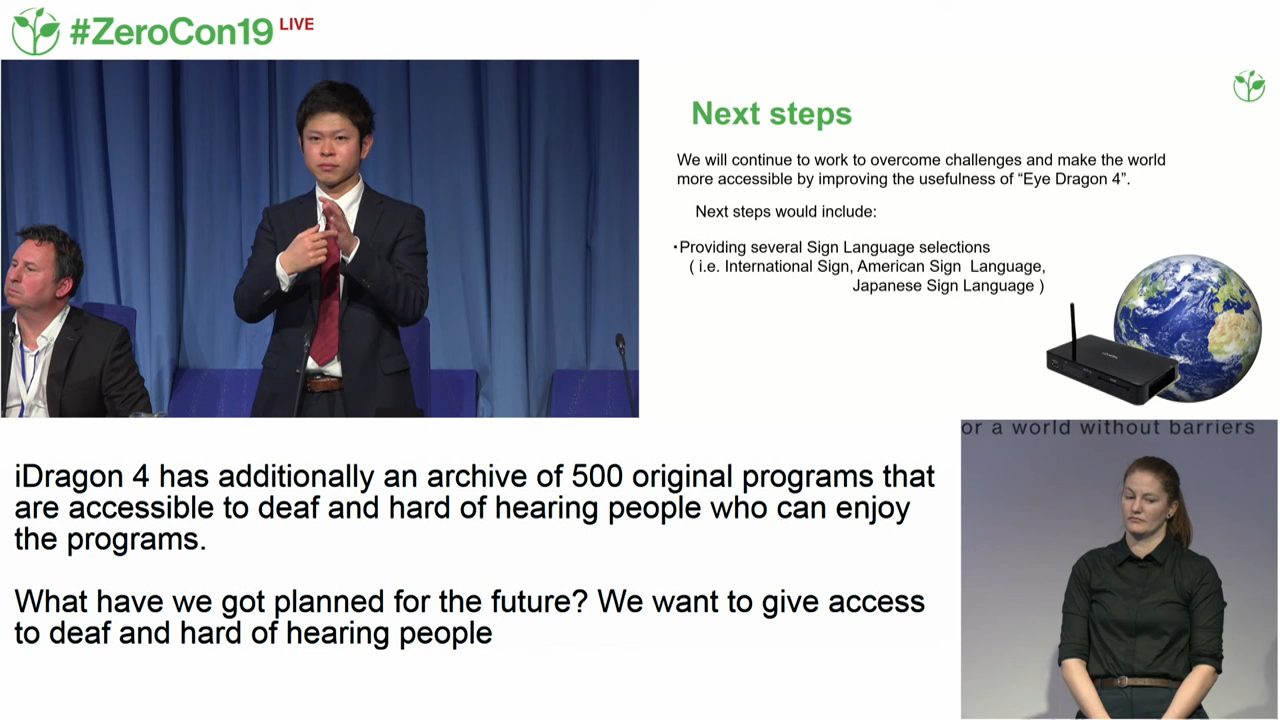 #ZeroCon19 LIVE
Next steps
We will continue to work to overcome challenges and make the world
more accessible by improving the usefulness of “Eye Dragon 4”.
Next steps would include:
・Providing several Sign Language selections
( i.e. International Sign, American Sign Language,
Japanese Sign Language )
or a world without barriers
iDragon 4 has additionally an archive of 500 original programs that
are accessible to deaf and hard of hearing people who can enjoy
the programs.
What have we got planned for the future? We want to give access
to deaf and hard of hearing people